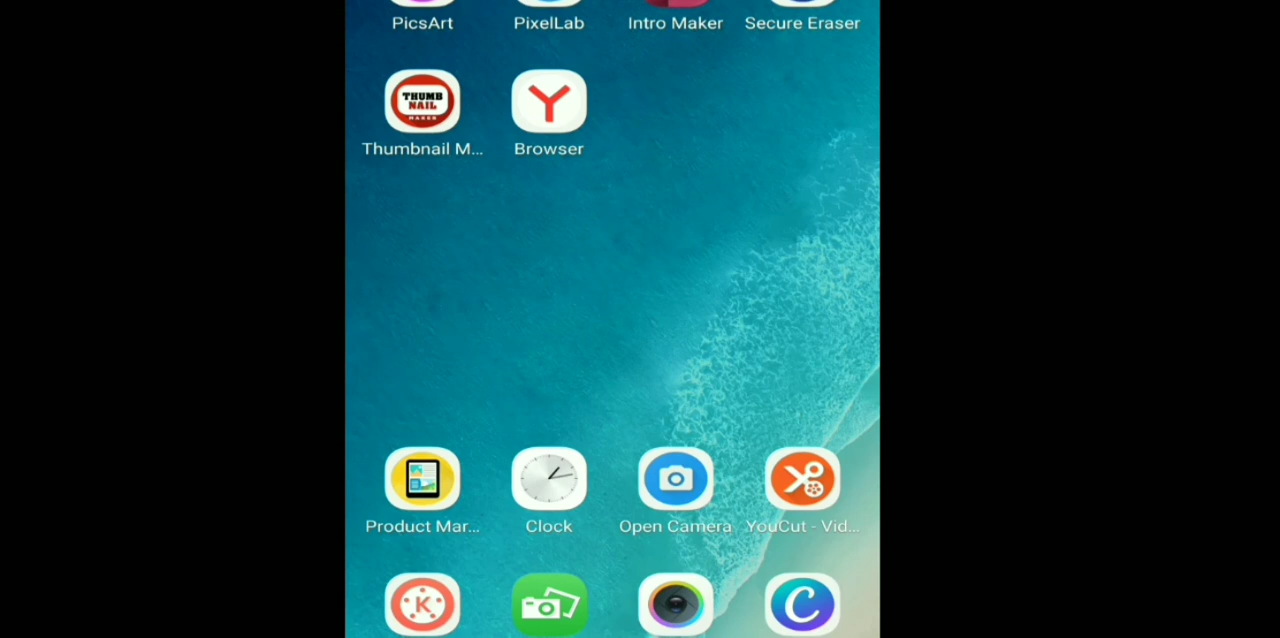 PicsArt
PixelLab
Intro Maker
Secure Eraser
THUMB
NAIL
MAKER
Thumbnail M...
Browser
Product Mar...
Clock
Open Camera
YouCut - Vid...
K
C